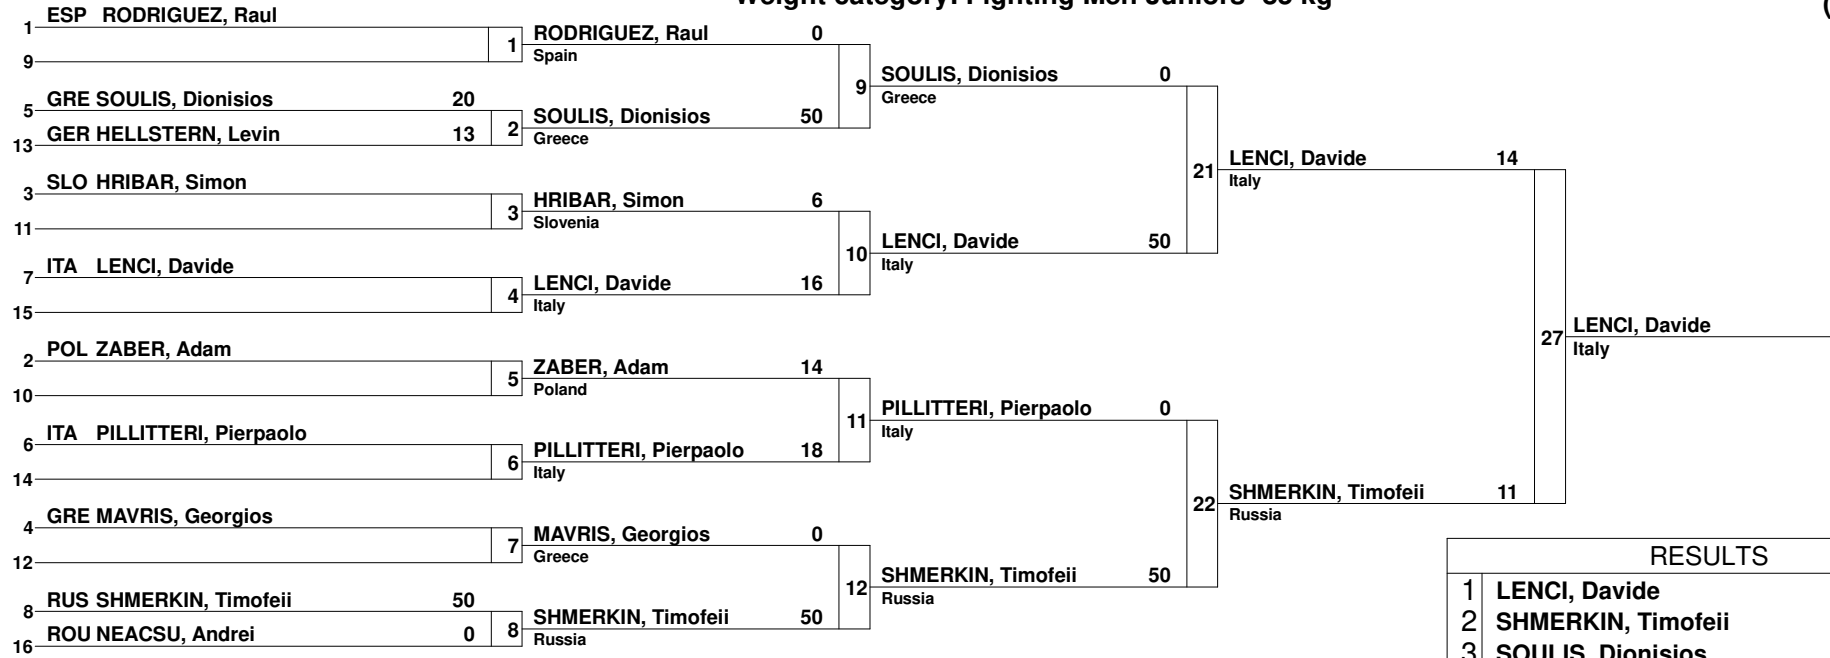 ESP RODRIGUEZ, Raul
1
9
1
RODRIGUEZ, Raul 0
Spain
GRE SOULIS, Dionisios 20
5
GER HELLSTERN, Levin 13
13
2
SOULIS, Dionisios 50
Greece
9
SOULIS, Dionisios 0
Greece
SLO HRIBAR, Simon
3
11
3
HRIBAR, Simon 6
Slovenia
ITA LENCI, Davide
7
15
4
LENCI, Davide 16
Italy
10
LENCI, Davide 50
Italy
21
LENCI, Davide 14
Italy
POL ZABER, Adam
2
10
5
ZABER, Adam 14
Poland
ITA PILLITTERI, Pierpaolo
6
14
6
PILLITTERI, Pierpaolo 18
Italy
11
PILLITTERI, Pierpaolo 0
Italy
GRE MAVRIS, Georgios
4
12
7
MAVRIS, Georgios 0
Greece
RUS SHMERKIN, Timofeii 50
8
ROU NEACSU, Andrei 0
16
8
SHMERKIN, Timofeii 50
Russia
12
SHMERKIN, Timofeii 50
Russia
22
SHMERKIN, Timofeii 11
Russia
27
LENCI, Davide
Italy
RESULTS
1 LENCI, Davide
2 SHMERKIN, Timofeii
3 SOULIS, Dionisios